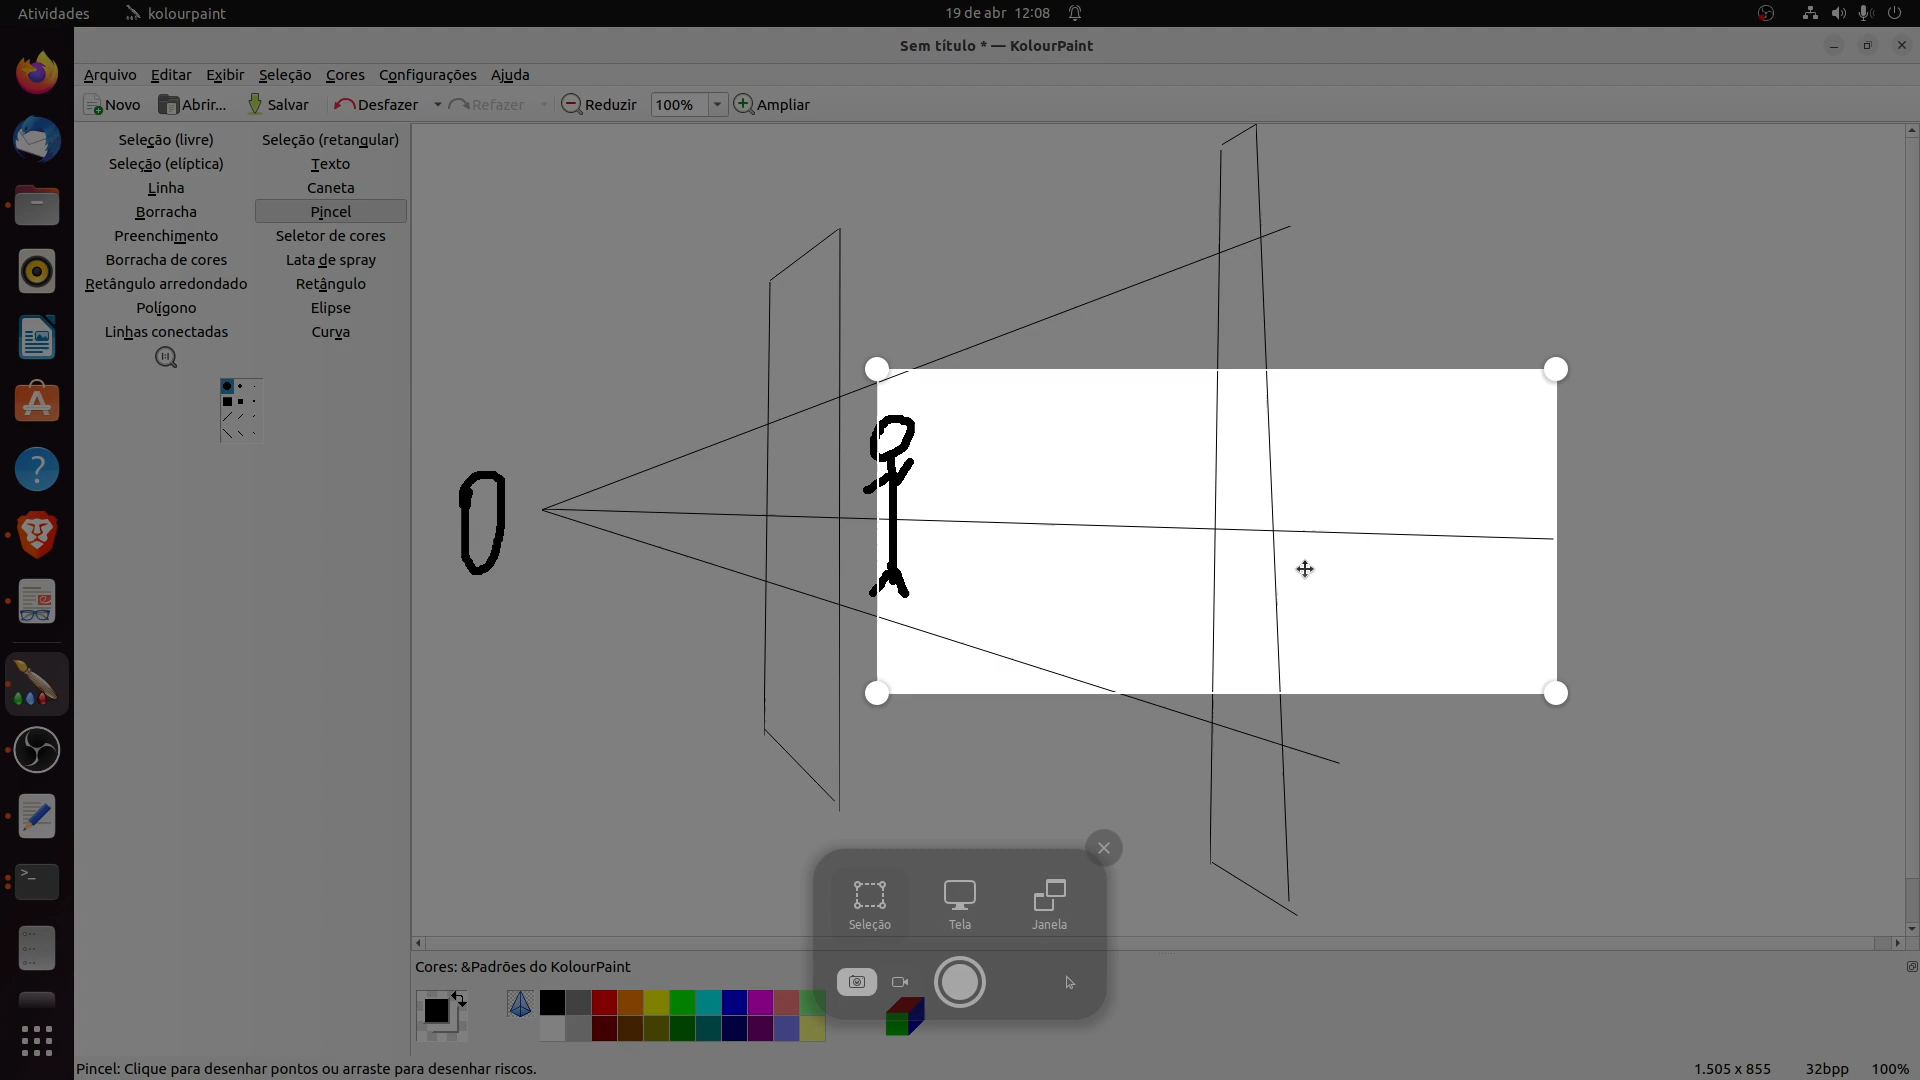 Atividades
kolourpaint
19 de abr 12:08
Sem título * — KolourPaint
Arquivo Editar Exibir Seleção Cores Configurações Ajuda
Novo Abrir... Salvar Desfazer Refazer Reduzir 100% Ampliar
Seleção (livre) Seleção (retangular)
Seleção (elíptica) Texto
Linha Caneta
Borracha Pincel
Preenchimento Seletor de cores
Borracha de cores Lata de spray
Retângulo arredondado Retângulo
Polígono Elipse
Linhas conectadas Curva
Seleção Tela Janela
Cores: &Padrões do KolourPaint
Pincel: Clique para desenhar pontos ou arraste para desenhar riscos.
1.505 x 855 32bpp 100%